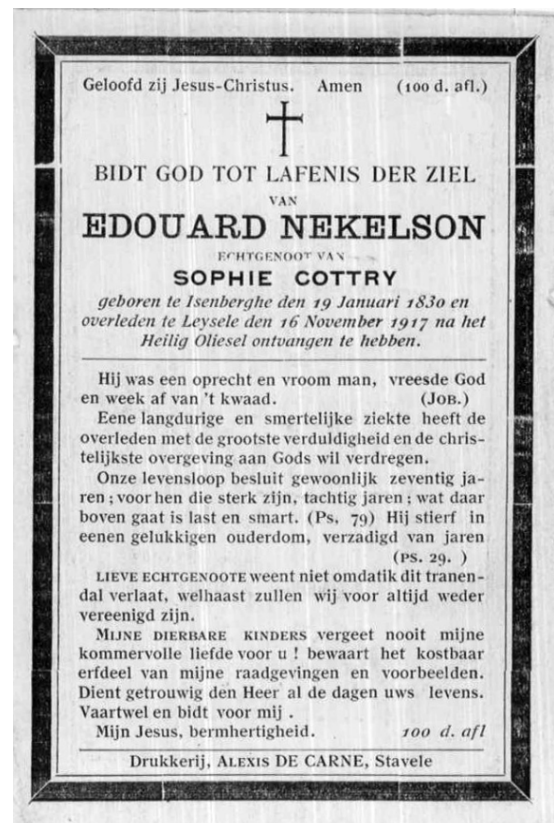 Geloofd zij Jesus-Christus. Amen (100 d. afl.)
BIDT GOD TOT LAFENIS DER ZIEL
VAN
EDOUARD NEKELSON
ECHTGENOOT VAN
SOPHIE COTTRY
geboren te Isenberghe den 19 Januari 1830 en
overleden te Leysele den 16 November 1917 na het
Heilig Oliesel ontvangen te hebben.
Hij was een oprecht en vroom man, vreesde God
en week af van 't kwaad. (JOB.)
Eene langdurige en smertelijke ziekte heeft de
overleden met de grootste verduldigheid en de chris-
telijkste overgeving aan Gods wil verdregen.
Onze levensloop besluit gewoonlijk zeventig ja-
ren ; voor hen die sterk zijn, tachtig jaren ; wat daar
boven gaat is last en smart. (Ps, 79) Hij stierf in
eenen gelukkigen ouderdom, verzadigd van jaren
(PS. 29. )
LIEVE ECHTGENOOTE weent niet omdatik dit tranen-
dal verlaat, welhaast zullen wij voor altijd weder
vereenigd zijn.
MIJNE DIERBARE KINDERS vergeet nooit mijne
kommervolle liefde voor u ! bewaart het kostbaar
erfdeel van mijne raadgevingen en voorbeelden.
Dient getrouwig den Heer al de dagen uws levens.
Vaartwel en bidt voor mij .
Mijn Jesus, bermhertigheid. 100 d. afl
Drukkerij, ALEXIS DE CARNE, Stavele